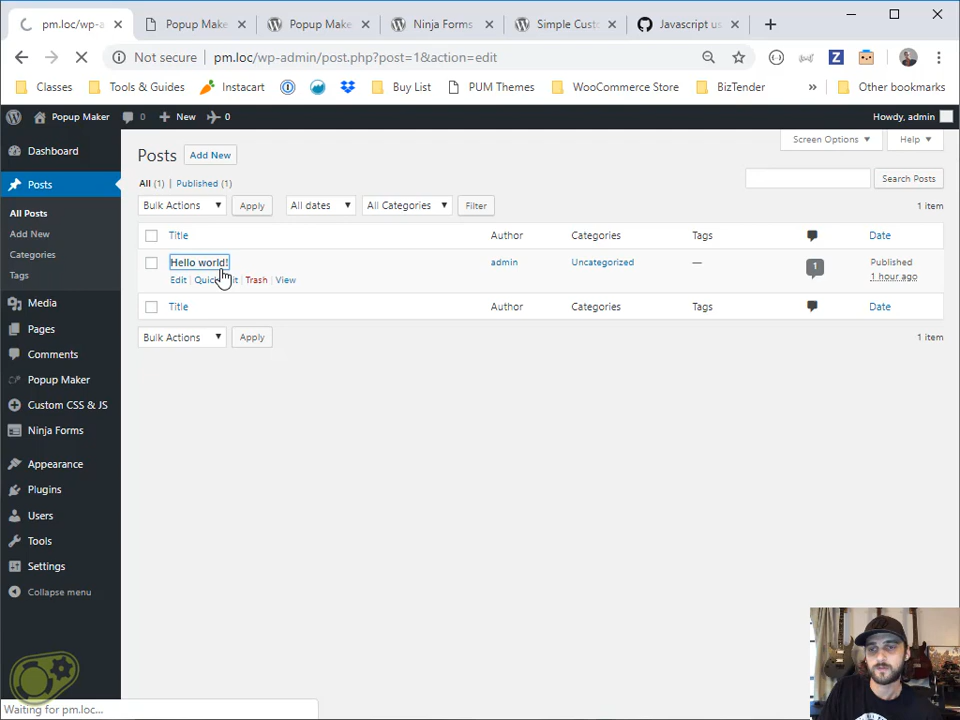 pm.loc/wp-a
Popup Make
Popup Make
Ninja Forms
Simple Cust
Javascript us
Not secure
pm.loc/wp-admin/post.php?post=1&action=edit
Classes
Tools & Guides
Instacart
Buy List
PUM Themes
WooCommerce Store
BizTender
»
Other bookmarks
Popup Maker
0
New
0
Howdy, admin
Dashboard
Posts
All Posts
Add New
Categories
Tags
Media
Pages
Comments
Popup Maker
Custom CSS & JS
Ninja Forms
Appearance
Plugins
Users
Tools
Settings
Collapse menu
Screen Options
Help
Posts
Add New
All (1) | Published (1)
Search Posts
Bulk Actions
Apply
All dates
All Categories
Filter
1 item
Title
Author
Categories
Tags
Date
Hello world!
admin
Uncategorized
—
1
Published
1 hour ago
Edit | Quick Edit | Trash | View
Title
Author
Categories
Tags
Date
Bulk Actions
Apply
1 item
Waiting for pm.loc...